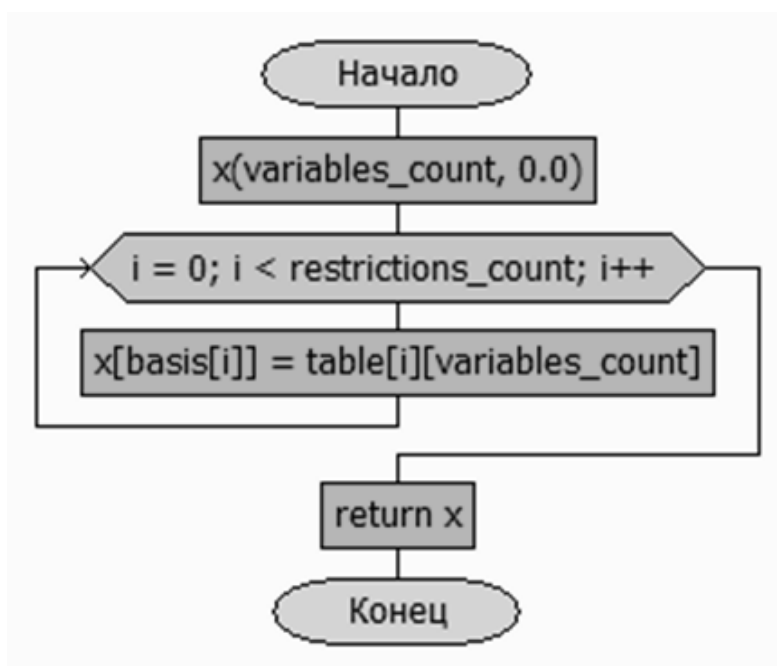 Начало
x(variables_count, 0.0)
i = 0; i < restrictions_count; i++
x[basis[i]] = table[i][variables_count]
return x
Конец